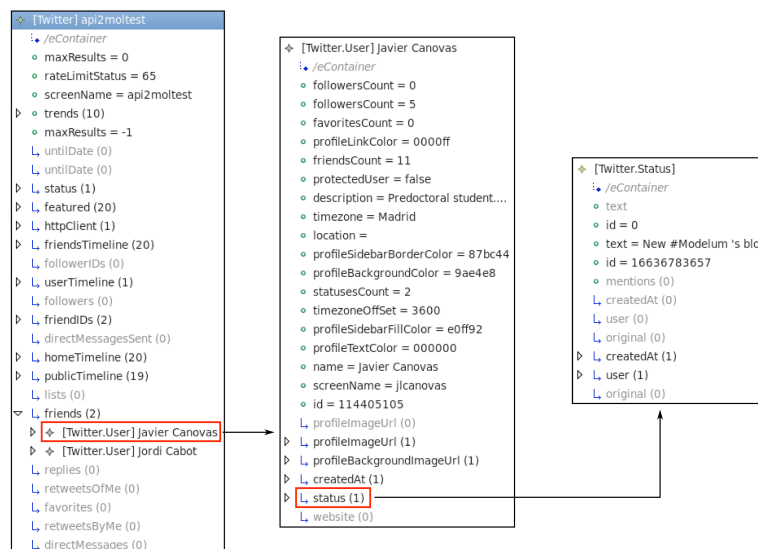 [Twitter] api2moltest
/eContainer
maxResults = 0
rateLimitStatus = 65
screenName = api2moltest
trends (10)
maxResults = -1
untilDate (0)
untilDate (0)
status (1)
featured (20)
httpClient (1)
friendsTimeline (20)
followerIDs (0)
userTimeline (1)
followers (0)
friendIDs (2)
directMessagesSent (0)
homeTimeline (20)
publicTimeline (19)
lists (0)
friends (2)
[Twitter.User] Javier Canovas
[Twitter.User] Jordi Cabot
replies (0)
retweetsOfMe (0)
favorites (0)
retweetsByMe (0)
directMessages (0)
[Twitter.User] Javier Canovas
/eContainer
followersCount = 0
followersCount = 5
favoritesCount = 0
profileLinkColor = 0000ff
friendsCount = 11
protectedUser = false
description = Predoctoral student....
timezone = Madrid
location =
profileSidebarBorderColor = 87bc44
profileBackgroundColor = 9ae4e8
statusesCount = 2
timezoneOffSet = 3600
profileSidebarFillColor = e0ff92
profileTextColor = 000000
name = Javier Canovas
screenName = jlcanovas
id = 114405105
profileImageUrl (0)
profileImageUrl (1)
profileBackgroundImageUrl (1)
createdAt (1)
status (1)
website (0)
[Twitter.Status]
/eContainer
text
id = 0
text = New #Modelum 's blo
id = 16636783657
mentions (0)
createdAt (0)
user (0)
original (0)
createdAt (1)
user (1)
original (0)